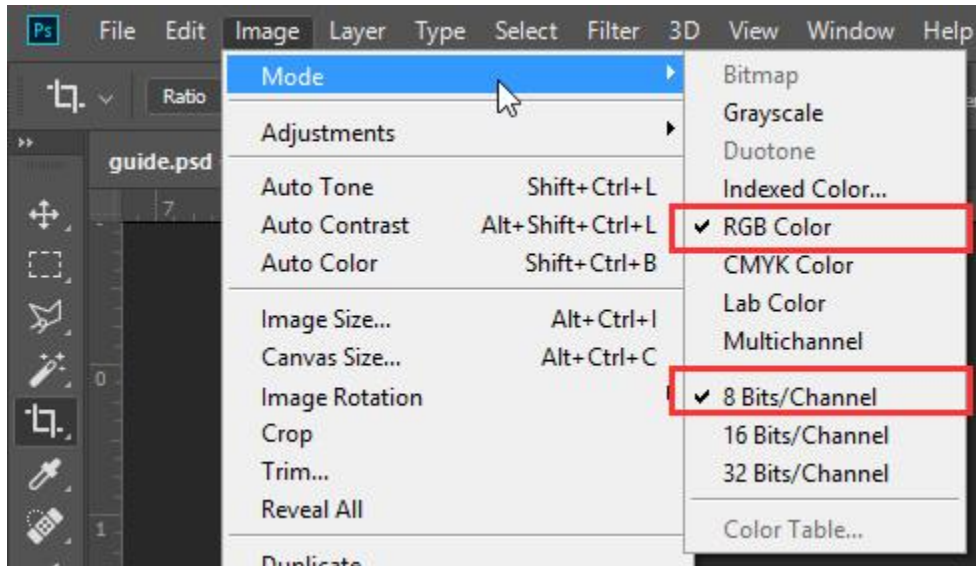 Ps File Edit Image Layer Type Select Filter 3D View Window Help
Ratio
guide.psd
7
0
1
Mode
Adjustments
Auto Tone Shift+Ctrl+L
Auto Contrast Alt+Shift+Ctrl+L
Auto Color Shift+Ctrl+B
Image Size... Alt+Ctrl+I
Canvas Size... Alt+Ctrl+C
Image Rotation
Crop
Trim...
Reveal All
Duplicate
Bitmap
Grayscale
Duotone
Indexed Color...
RGB Color
CMYK Color
Lab Color
Multichannel
8 Bits/Channel
16 Bits/Channel
32 Bits/Channel
Color Table...